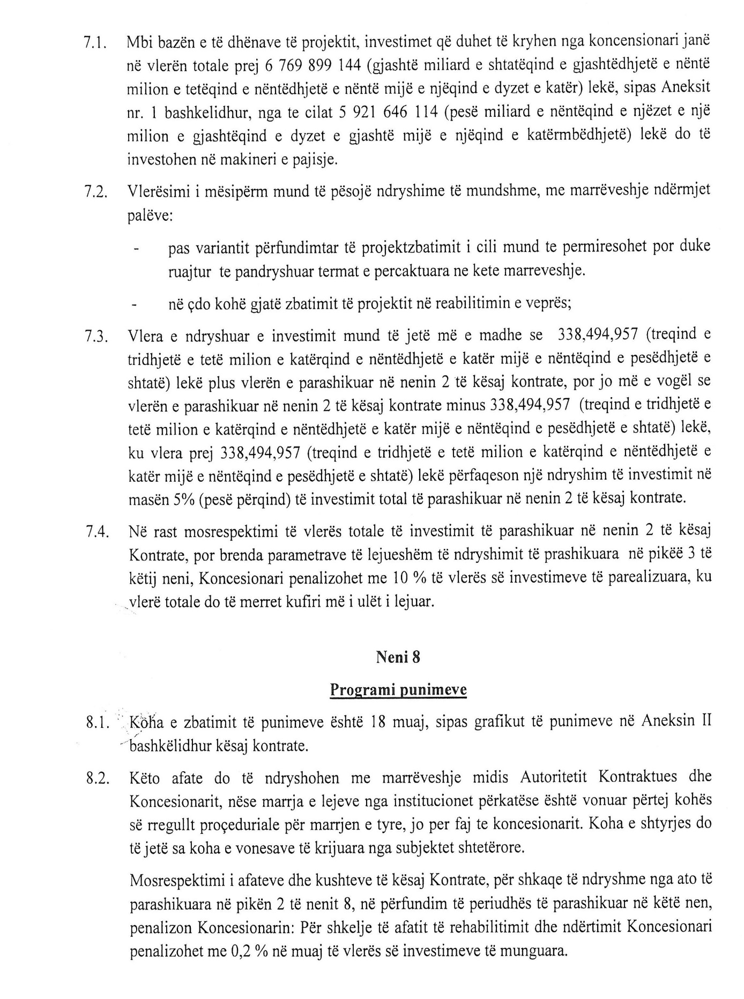 7.1. Mbi bazën e të dhënave të projektit, investimet që duhet të kryhen nga koncensionari janë
në vlerën totale prej 6 769 899 144 (gjashtë miliard e shtatëqind e gjashtëdhjetë e nëntë
milion e tetëqind e nëntëdhjetë e nëntë mijë e njëqind e dyzet e katër) lekë, sipas Aneksit
nr. 1 bashkelidhur, nga te cilat 5 921 646 114 (pesë miliard e nëntëqind e njëzet e një
milion e gjashtëqind e dyzet e gjashtë mijë e njëqind e katërmbëdhjetë) lekë do të
investohen në makineri e pajisje.
7.2. Vlerësimi i mësipërm mund të pësojë ndryshime të mundshme, me marrëveshje ndërmjet
palëve:
- pas variantit përfundimtar të projektzbatimit i cili mund te permiresohet por duke
ruajtur te pandryshuar termat e percaktuara ne kete marreveshje.
- në çdo kohë gjatë zbatimit të projektit në reabilitimin e veprës;
7.3. Vlera e ndryshuar e investimit mund të jetë më e madhe se 338,494,957 (treqind e
tridhjetë e tetë milion e katërqind e nëntëdhjetë e katër mijë e nëntëqind e pesëdhjetë e
shtatë) lekë plus vlerën e parashikuar në nenin 2 të kësaj kontrate, por jo më e vogël se
vlerën e parashikuar në nenin 2 të kësaj kontrate minus 338,494,957 (treqind e tridhjetë e
tetë milion e katërqind e nëntëdhjetë e katër mijë e nëntëqind e pesëdhjetë e shtatë) lekë,
ku vlera prej 338,494,957 (treqind e tridhjetë e tetë milion e katërqind e nëntëdhjetë e
katër mijë e nëntëqind e pesëdhjetë e shtatë) lekë përfaqeson një ndryshim të investimit në
masën 5% (pesë përqind) të investimit total të parashikuar në nenin 2 të kësaj kontrate.
7.4. Në rast mosrespektimi të vlerës totale të investimit të parashikuar në nenin 2 të kësaj
Kontrate, por brenda parametrave të lejueshëm të ndryshimit të prashikuara në pikëë 3 të
këtij neni, Koncesionari penalizohet me 10 % të vlerës së investimeve të parealizuara, ku
vlerë totale do të merret kufiri më i ulët i lejuar.
Neni 8
Programi punimeve
8.1. Koha e zbatimit të punimeve është 18 muaj, sipas grafikut të punimeve në Aneksin II
bashkëlidhur kësaj kontrate.
8.2. Këto afate do të ndryshohen me marrëveshje midis Autoritetit Kontraktues dhe
Koncesionarit, nëse marrja e lejeve nga institucionet përkatëse është vonuar përtej kohës
së rregullt proçeduriale për marrjen e tyre, jo per faj te koncesionarit. Koha e shtyrjes do
të jetë sa koha e vonesave të krijuara nga subjektet shtetërore.
Mosrespektimi i afateve dhe kushteve të kësaj Kontrate, për shkaqe të ndryshme nga ato të
parashikuara në pikën 2 të nenit 8, në përfundim të periudhës të parashikuar në këtë nen,
penalizon Koncesionarin: Për shkelje të afatit të rehabilitimit dhe ndërtimit Koncesionari
penalizohet me 0,2 % në muaj të vlerës së investimeve të munguara.